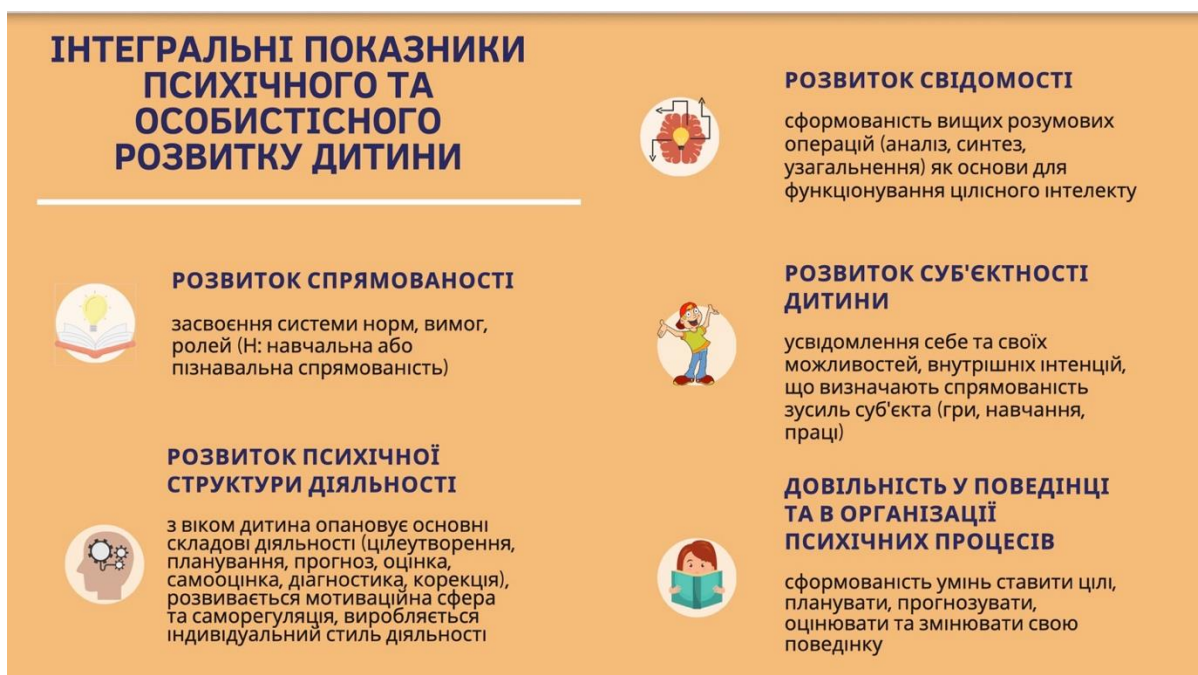 ІНТЕГРАЛЬНІ ПОКАЗНИКИ
ПСИХІЧНОГО ТА
ОСОБИСТІСНОГО
РОЗВИТКУ ДИТИНИ
РОЗВИТОК СПРЯМОВАНОСТІ
засвоєння системи норм, вимог,
ролей (Н: навчальна або
пізнавальна спрямованість)
РОЗВИТОК ПСИХІЧНОЇ
СТРУКТУРИ ДІЯЛЬНОСТІ
з віком дитина опановує основні
складові діяльності (цілеутворення,
планування, прогноз, оцінка,
самооцінка, діагностика, корекція),
розвивається мотиваційна сфера
та саморегуляція, виробляється
індивідуальний стиль діяльності
РОЗВИТОК СВІДОМОСТІ
сформованість вищих розумових
операцій (аналіз, синтез,
узагальнення) як основи для
функціонування цілісного інтелекту
РОЗВИТОК СУБ'ЄКТНОСТІ
ДИТИНИ
усвідомлення себе та своїх
можливостей, внутрішніх інтенцій,
що визначають спрямованість
зусиль суб'єкта (гри, навчання,
праці)
ДОВІЛЬНІСТЬ У ПОВЕДІНЦІ
ТА В ОРГАНІЗАЦІЇ
ПСИХІЧНИХ ПРОЦЕСІВ
сформованість умінь ставити цілі,
планувати, прогнозувати,
оцінювати та змінювати свою
поведінку